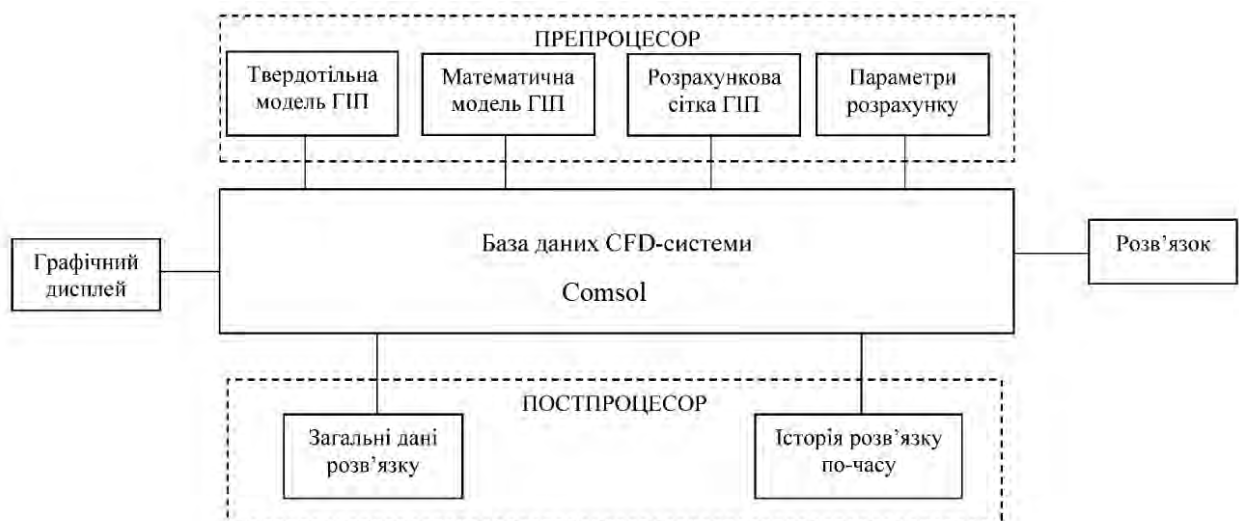 ПРЕПРОЦЕСОР
Твердотільна
модель ГІП
Математична
модель ГІП
Розрахункова
сітка ГІП
Параметри
розрахунку
База даних CFD-системи
Comsol
Графічний
дисплей
Розв’язок
ПОСТПРОЦЕСОР
Загальні дані
розв’язку
Історія розв’язку
по-часу